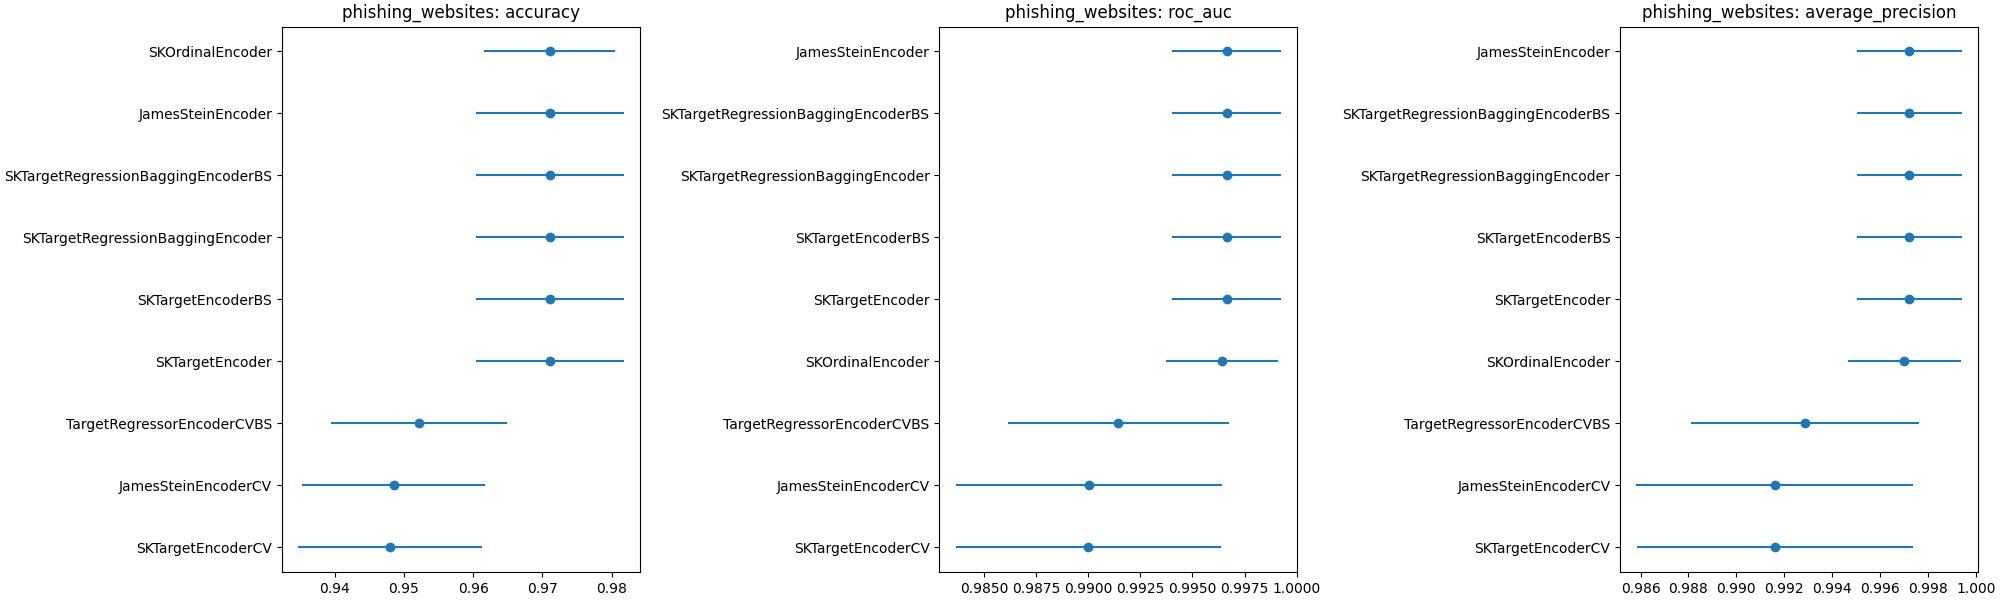 phishing_websites: accuracy
SKOrdinalEncoder
JamesSteinEncoder
SKTargetRegressionBaggingEncoderBS
SKTargetRegressionBaggingEncoder
SKTargetEncoderBS
SKTargetEncoder
TargetRegressorEncoderCVBS
JamesSteinEncoderCV
SKTargetEncoderCV
0.94 0.95 0.96 0.97 0.98
phishing_websites: roc_auc
JamesSteinEncoder
SKTargetRegressionBaggingEncoderBS
SKTargetRegressionBaggingEncoder
SKTargetEncoderBS
SKTargetEncoder
SKOrdinalEncoder
TargetRegressorEncoderCVBS
JamesSteinEncoderCV
SKTargetEncoderCV
0.9850 0.9875 0.9900 0.9925 0.9950 0.9975 1.0000
phishing_websites: average_precision
JamesSteinEncoder
SKTargetRegressionBaggingEncoderBS
SKTargetRegressionBaggingEncoder
SKTargetEncoderBS
SKTargetEncoder
SKOrdinalEncoder
TargetRegressorEncoderCVBS
JamesSteinEncoderCV
SKTargetEncoderCV
0.986 0.988 0.990 0.992 0.994 0.996 0.998 1.000